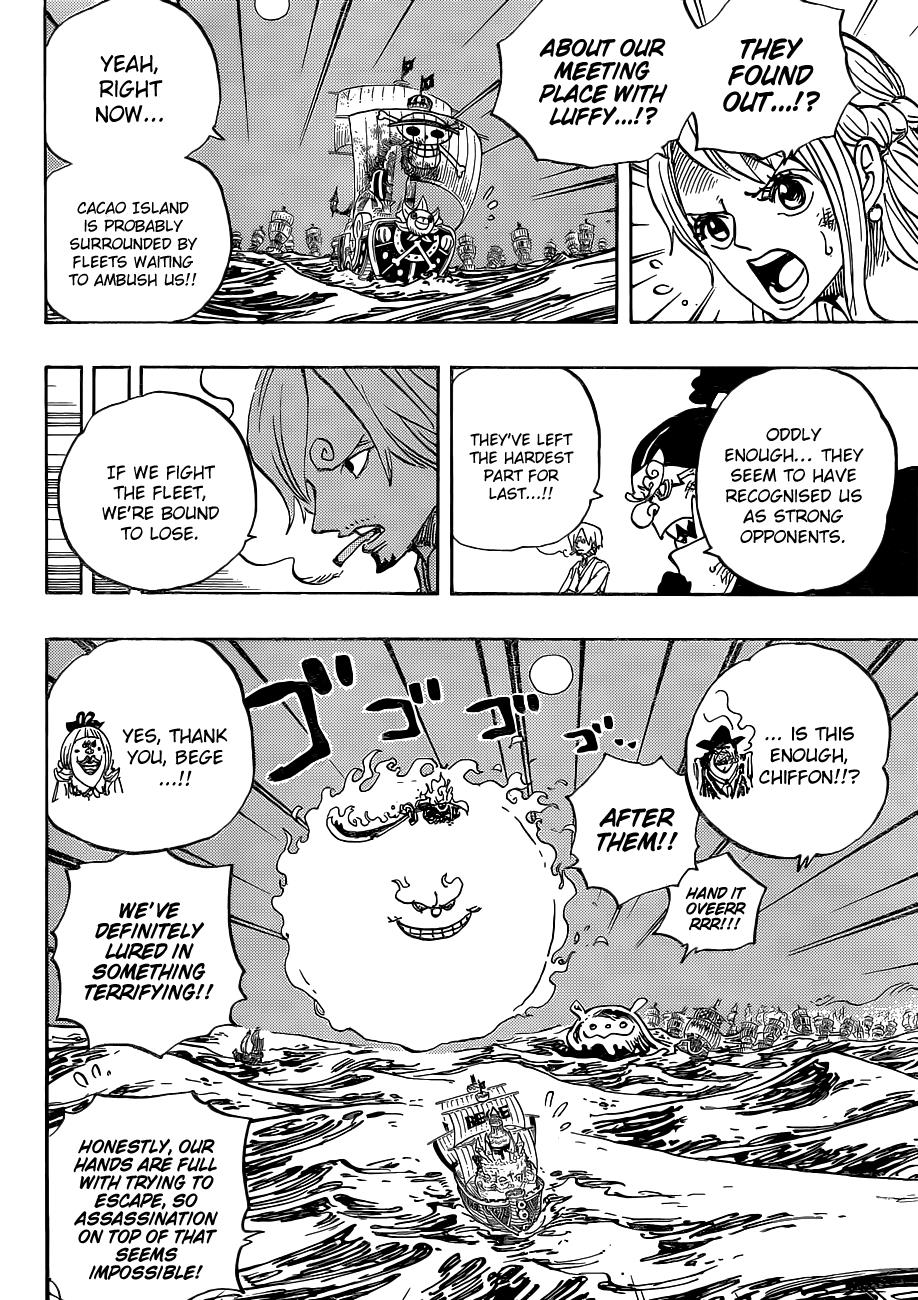 THEY
FOUND
OUT...!?
ABOUT OUR
MEETING
PLACE WITH
LUFFY...!?
YEAH,
RIGHT
NOW...
CACAO ISLAND
IS PROBABLY
SURROUNDED BY
FLEETS WAITING
TO AMBUSH US!!
ODDLY
ENOUGH... THEY
SEEM TO HAVE
RECOGNISED US
AS STRONG
OPPONENTS.
THEY'VE LEFT
THE HARDEST
PART FOR
LAST...!!
IF WE FIGHT
THE FLEET,
WE'RE BOUND
TO LOSE.
... IS THIS
ENOUGH,
CHIFFON!!?
ゴゴゴゴ..
YES, THANK
YOU, BEGE
...!!
AFTER
THEM!!
HAND IT
OVEERR
RRR!!!
WE'VE
DEFINITELY
LURED IN
SOMETHING
TERRIFYING!!
BEGE
HONESTLY, OUR
HANDS ARE FULL
WITH TRYING TO
ESCAPE, SO
ASSASSINATION
ON TOP OF THAT
SEEMS
IMPOSSIBLE!